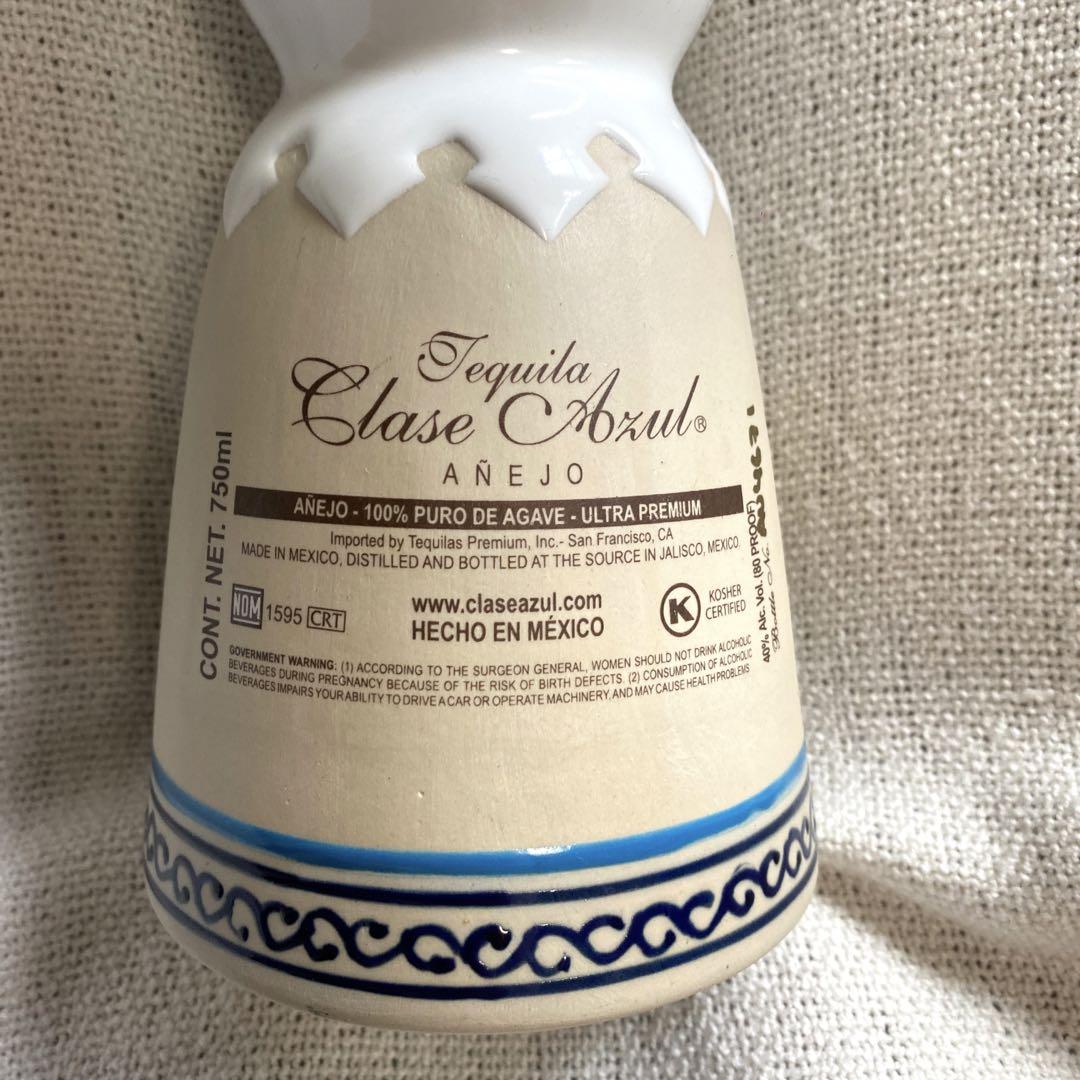 Tequila
Clase Azul®
AÑEJO
AÑEJO - 100% PURO DE AGAVE - ULTRA PREMIUM
Imported by Tequilas Premium, Inc.- San Francisco, CA
MADE IN MEXICO, DISTILLED AND BOTTLED AT THE SOURCE IN JALISCO, MEXICO.
NOM 1595 CRT
www.claseazul.com
HECHO EN MÉXICO
K KOSHER
CERTIFIED
GOVERNMENT WARNING: (1) ACCORDING TO THE SURGEON GENERAL, WOMEN SHOULD NOT DRINK ALCOHOLIC
BEVERAGES DURING PREGNANCY BECAUSE OF THE RISK OF BIRTH DEFECTS. (2) CONSUMPTION OF ALCOHOLIC
BEVERAGES IMPAIRS YOUR ABILITY TO DRIVE A CAR OR OPERATE MACHINERY, AND MAY CAUSE HEALTH PROBLEMS
CONT. NET. 750ml
40% Alc. Vol. (80 PROOF)
Bottle No.